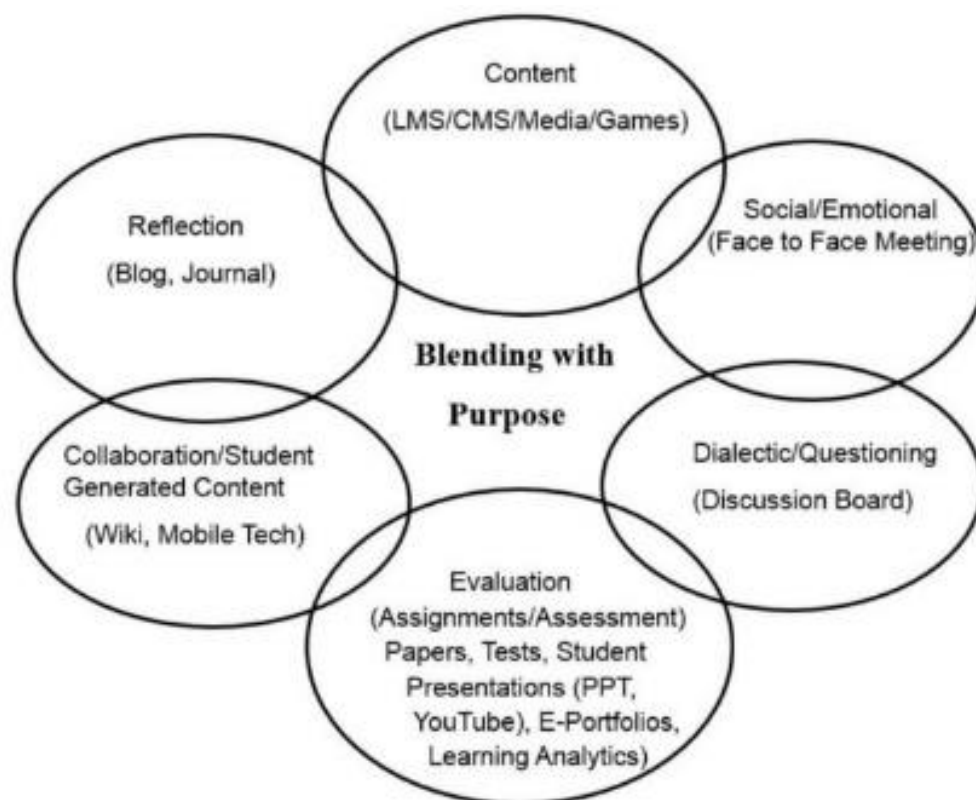 Content
(LMS/CMS/Media/Games)
Social/Emotional
(Face to Face Meeting)
Reflection
(Blog, Journal)
Blending with
Purpose
Dialectic/Questioning
(Discussion Board)
Collaboration/Student
Generated Content
(Wiki, Mobile Tech)
Evaluation
(Assignments/Assessment)
Papers, Tests, Student
Presentations (PPT,
YouTube), E-Portfolios,
Learning Analytics)